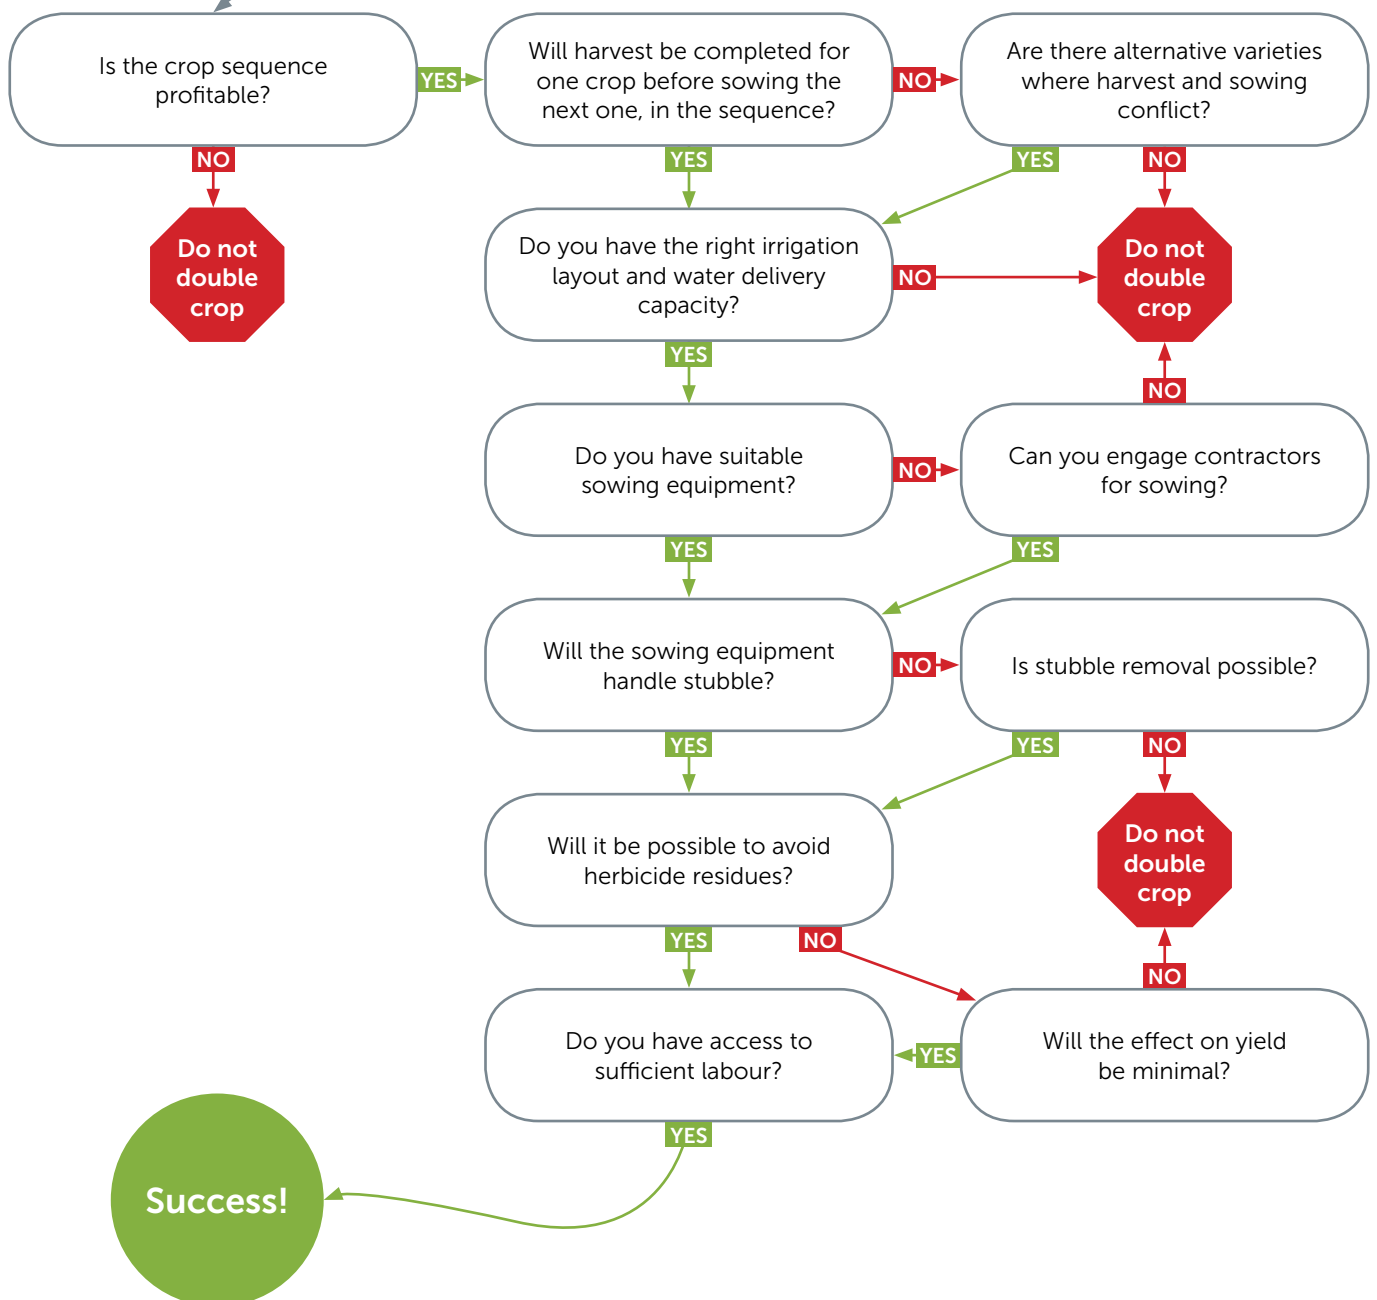 Is the crop sequence
profitable?
YES
Will harvest be completed for
one crop before sowing the
next one, in the sequence?
NO
Are there alternative varieties
where harvest and sowing
conflict?
NO
YES
YES
NO
Do not
double
crop
Do you have the right irrigation
layout and water delivery
capacity?
NO
Do not
double
crop
YES
NO
Do you have suitable
sowing equipment?
NO
Can you engage contractors
for sowing?
YES
YES
Will the sowing equipment
handle stubble?
NO
Is stubble removal possible?
YES
YES
NO
Will it be possible to avoid
herbicide residues?
Do not
double
crop
YES
NO
NO
Do you have access to
sufficient labour?
YES
Will the effect on yield
be minimal?
YES
Success!